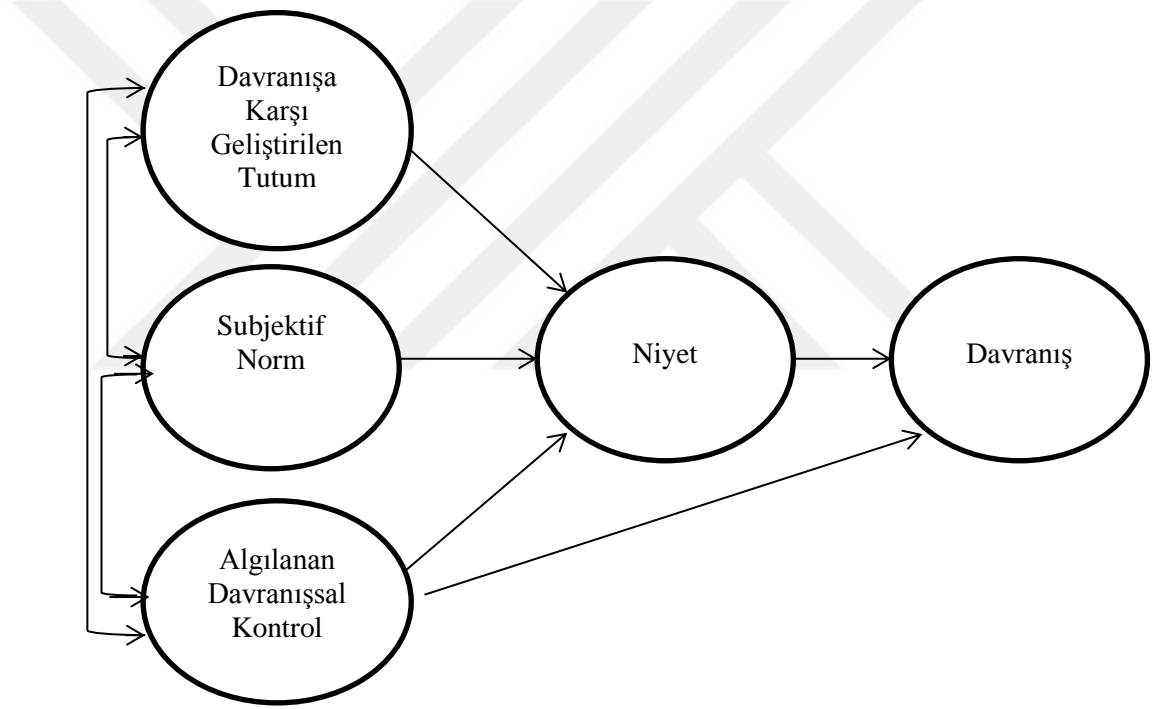 Davranışa
Karşı
Geliştirilen
Tutum
Subjektif
Norm
Niyet
Davranış
Algılanan
Davranışsal
Kontrol